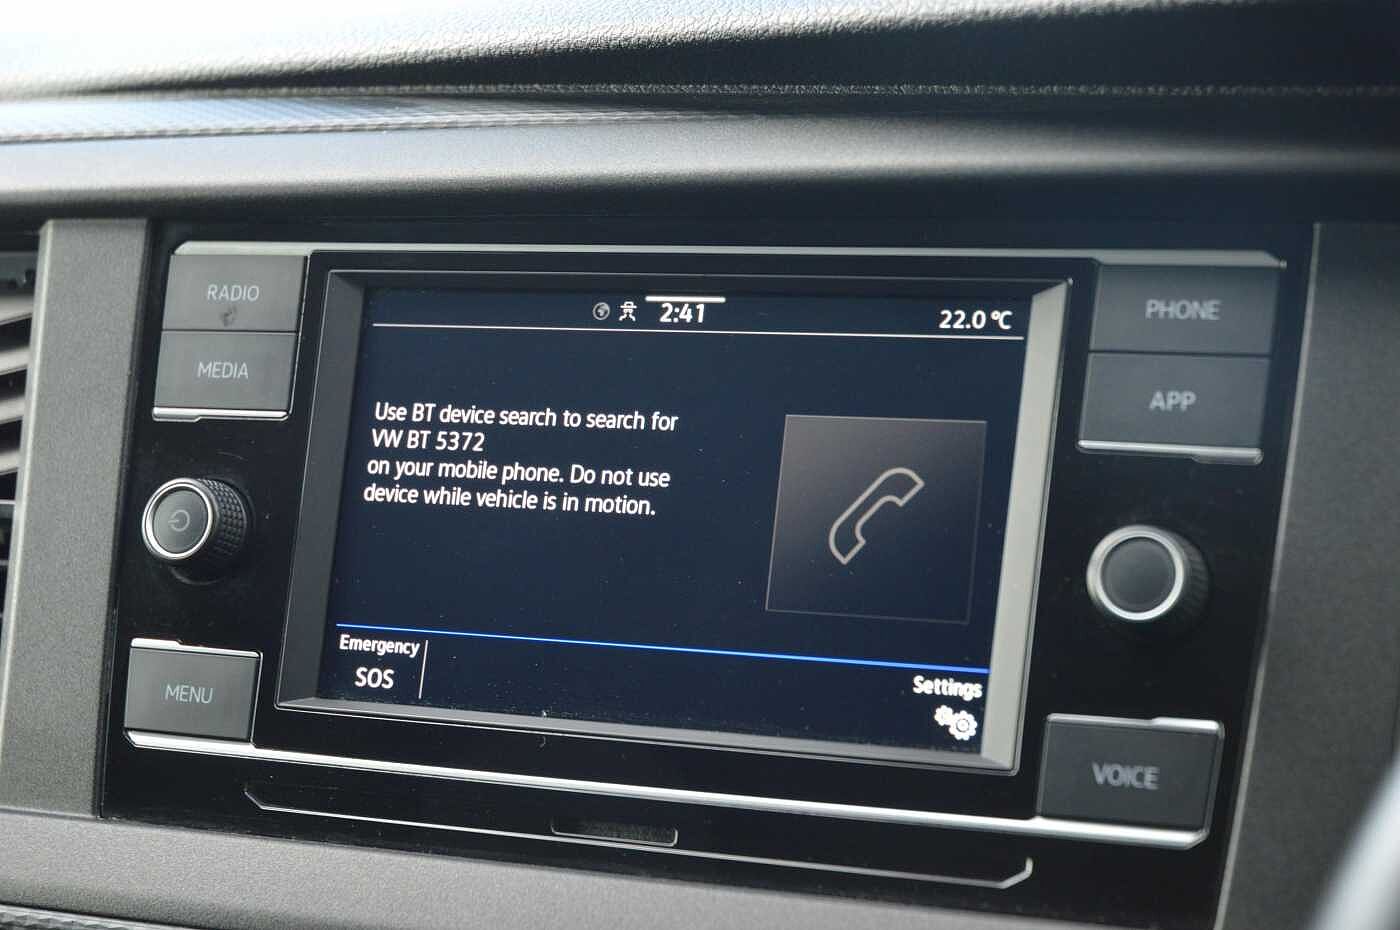 RADIO
MEDIA
MENU
2:41
22.0 °C
Use BT device search to search for
VW BT 5372
on your mobile phone. Do not use
device while vehicle is in motion.
Emergency
SOS
Settings
PHONE
APP
VOICE